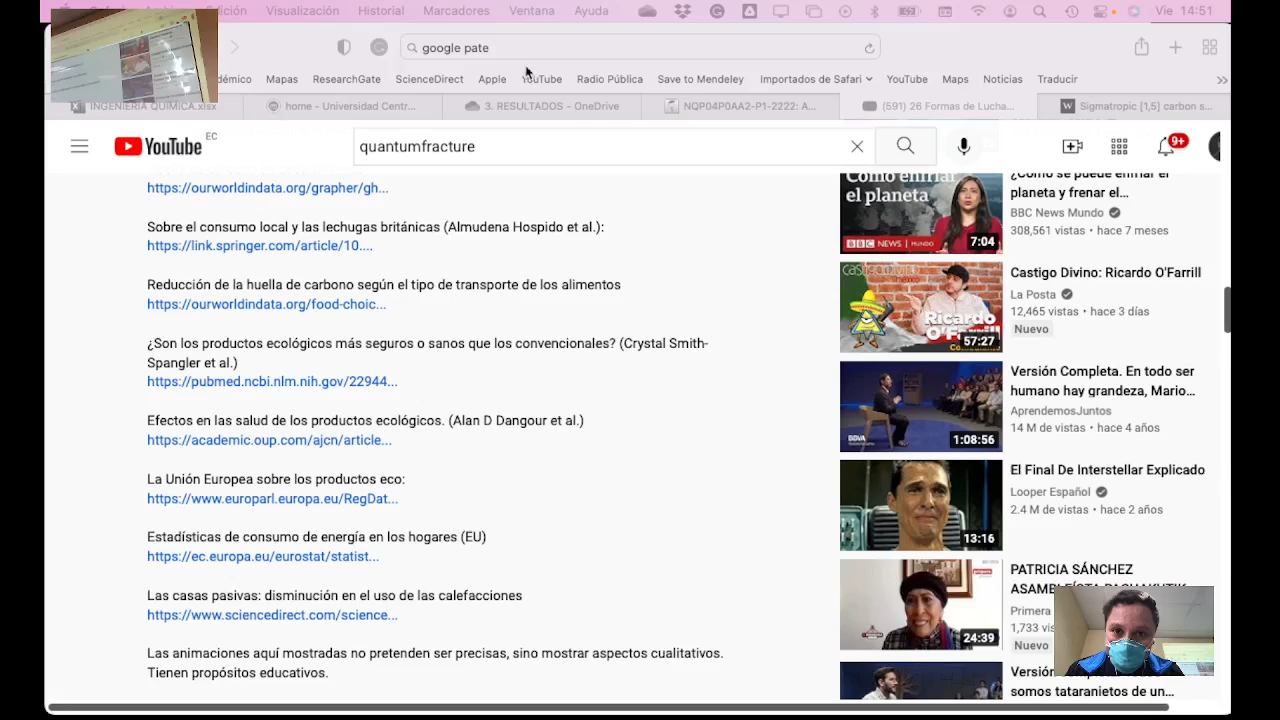 Edición Visualización Historial Marcadores Ventana Ayuda Vie 14:51
google pate
démico Mapas ResearchGate ScienceDirect Apple YouTube Radio Pública Save to Mendeley Importados de Safari YouTube Maps Noticias Traducir
INGENIERÍA QUÍMICA.xlsx home - Universidad Centr... 3. RESULTADOS - OneDrive NQP04P0AA2-P1-2222: A... (591) 26 Formas de Lucha... Sigmatropic [1,5] carbon s...
YouTube EC
quantumfracture
9+
https://ourworldindata.org/grapher/gh...
Sobre el consumo local y las lechugas británicas (Almudena Hospido et al.):
https://link.springer.com/article/10....
Reducción de la huella de carbono según el tipo de transporte de los alimentos
https://ourworldindata.org/food-choic...
¿Son los productos ecológicos más seguros o sanos que los convencionales? (Crystal Smith-
Spangler et al.)
https://pubmed.ncbi.nlm.nih.gov/22944...
Efectos en las salud de los productos ecológicos. (Alan D Dangour et al.)
https://academic.oup.com/ajcn/article...
La Unión Europea sobre los productos eco:
https://www.europarl.europa.eu/RegDat...
Estadísticas de consumo de energía en los hogares (EU)
https://ec.europa.eu/eurostat/statist...
Las casas pasivas: disminución en el uso de las calefacciones
https://www.sciencedirect.com/science...
Las animaciones aquí mostradas no pretenden ser precisas, sino mostrar aspectos cualitativos.
Tienen propósitos educativos.
Cómo enfriar
el planeta
BBC NEWS MUNDO
7:04
¿Cómo se puede enfriar el
planeta y frenar el...
BBC News Mundo
308,561 vistas • hace 7 meses
Ricardo
O'Farrill
57:27
Castigo Divino: Ricardo O'Farrill
La Posta
12,465 vistas • hace 3 días
Nuevo
BBVA
1:08:56
Versión Completa. En todo ser
humano hay grandeza, Mario...
AprendemosJuntos
14 M de vistas • hace 4 años
13:16
El Final De Interstellar Explicado
Looper Español
2.4 M de vistas • hace 2 años
24:39
PATRICIA SÁNCHEZ
Primera
1,733 vis
Nuevo
somos tataranietos de un...